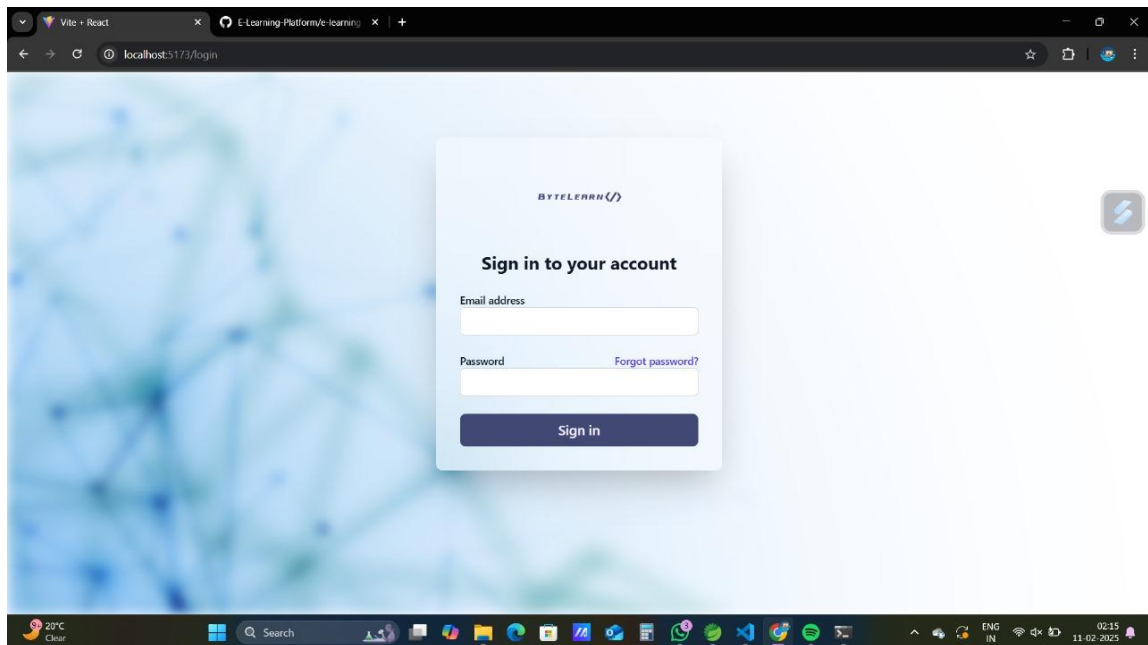 Vite + React
E-Learning-Platform/e-learning
localhost:5173/login
BYTELEARN</>
Sign in to your account
Email address
Password Forgot password?
Sign in
20°C
Clear
Search
ENG
IN
02:15
11-02-2025